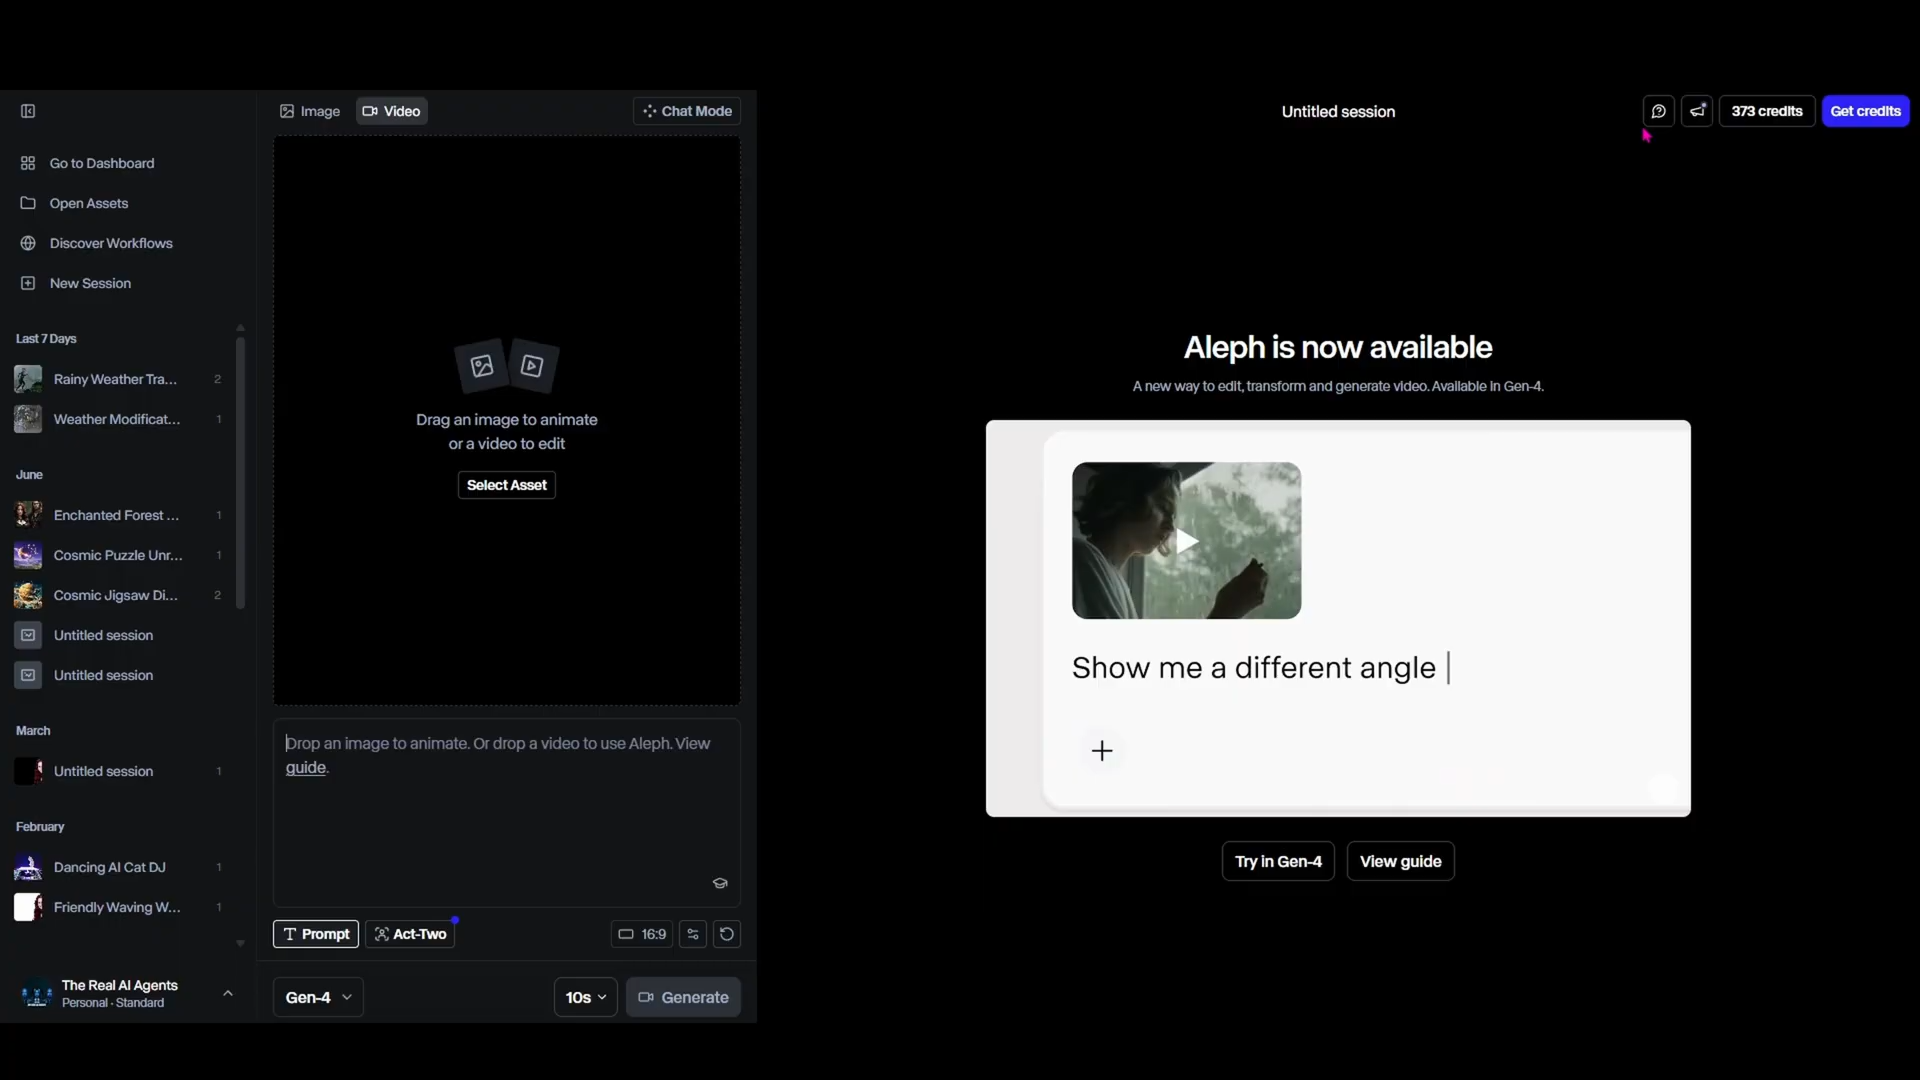 Image
Video
Chat Mode
Untitled session
373 credits
Get credits
Go to Dashboard
Open Assets
Discover Workflows
New Session
Last 7 Days
Rainy Weather Tra... 2
Weather Modificat... 1
June
Enchanted Forest ... 1
Cosmic Puzzle Unr... 1
Cosmic Jigsaw Di... 2
Untitled session
Untitled session
March
Untitled session 1
February
Dancing AI Cat DJ 1
Friendly Waving W... 1
The Real AI Agents
Personal · Standard
Drag an image to animate
or a video to edit
Select Asset
Drop an image to animate. Or drop a video to use Aleph. View
guide.
Prompt
Act-Two
16:9
Gen-4
10s
Generate
Aleph is now available
A new way to edit, transform and generate video. Available in Gen-4.
Show me a different angle
Try in Gen-4
View guide